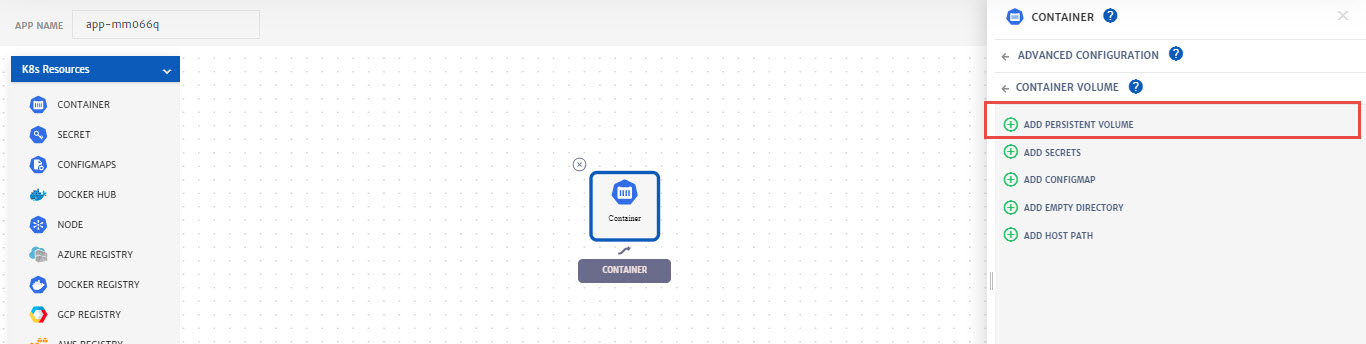 APP NAME
app-mm066q
K8s Resources
CONTAINER
SECRET
CONFIGMAPS
DOCKER HUB
NODE
AZURE REGISTRY
DOCKER REGISTRY
GCP REGISTRY
AWS REGISTRY
Container
CONTAINER
CONTAINER ?
ADVANCED CONFIGURATION ?
CONTAINER VOLUME ?
ADD PERSISTENT VOLUME
ADD SECRETS
ADD CONFIGMAP
ADD EMPTY DIRECTORY
ADD HOST PATH